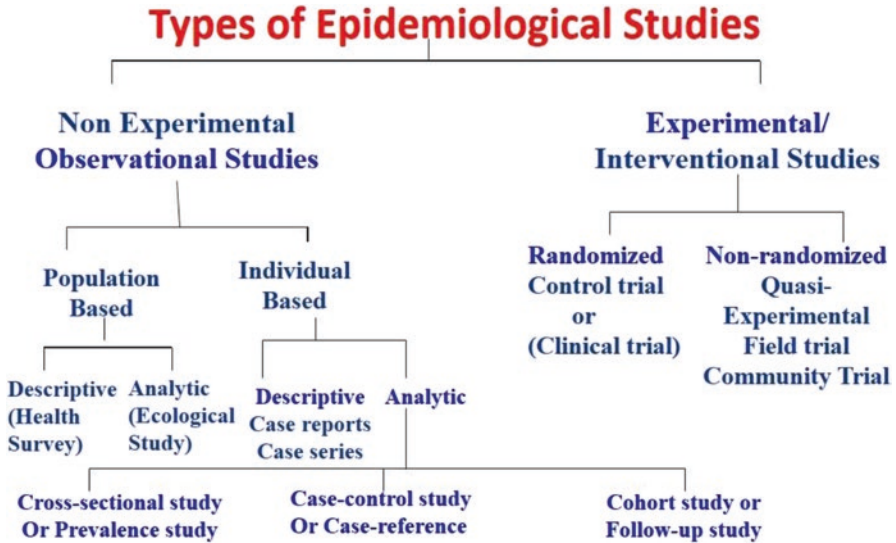 Types of Epidemiological Studies
Non Experimental
Observational Studies
Experimental/
Interventional Studies
Population
Based
Individual
Based
Randomized
Control trial
or
(Clinical trial)
Non-randomized
Quasi-
Experimental
Field trial
Community Trial
Descriptive
(Health
Survey)
Analytic
(Ecological
Study)
Descriptive
Case reports
Case series
Analytic
Cross-sectional study
Or Prevalence study
Case-control study
Or Case-reference
Cohort study or
Follow-up study